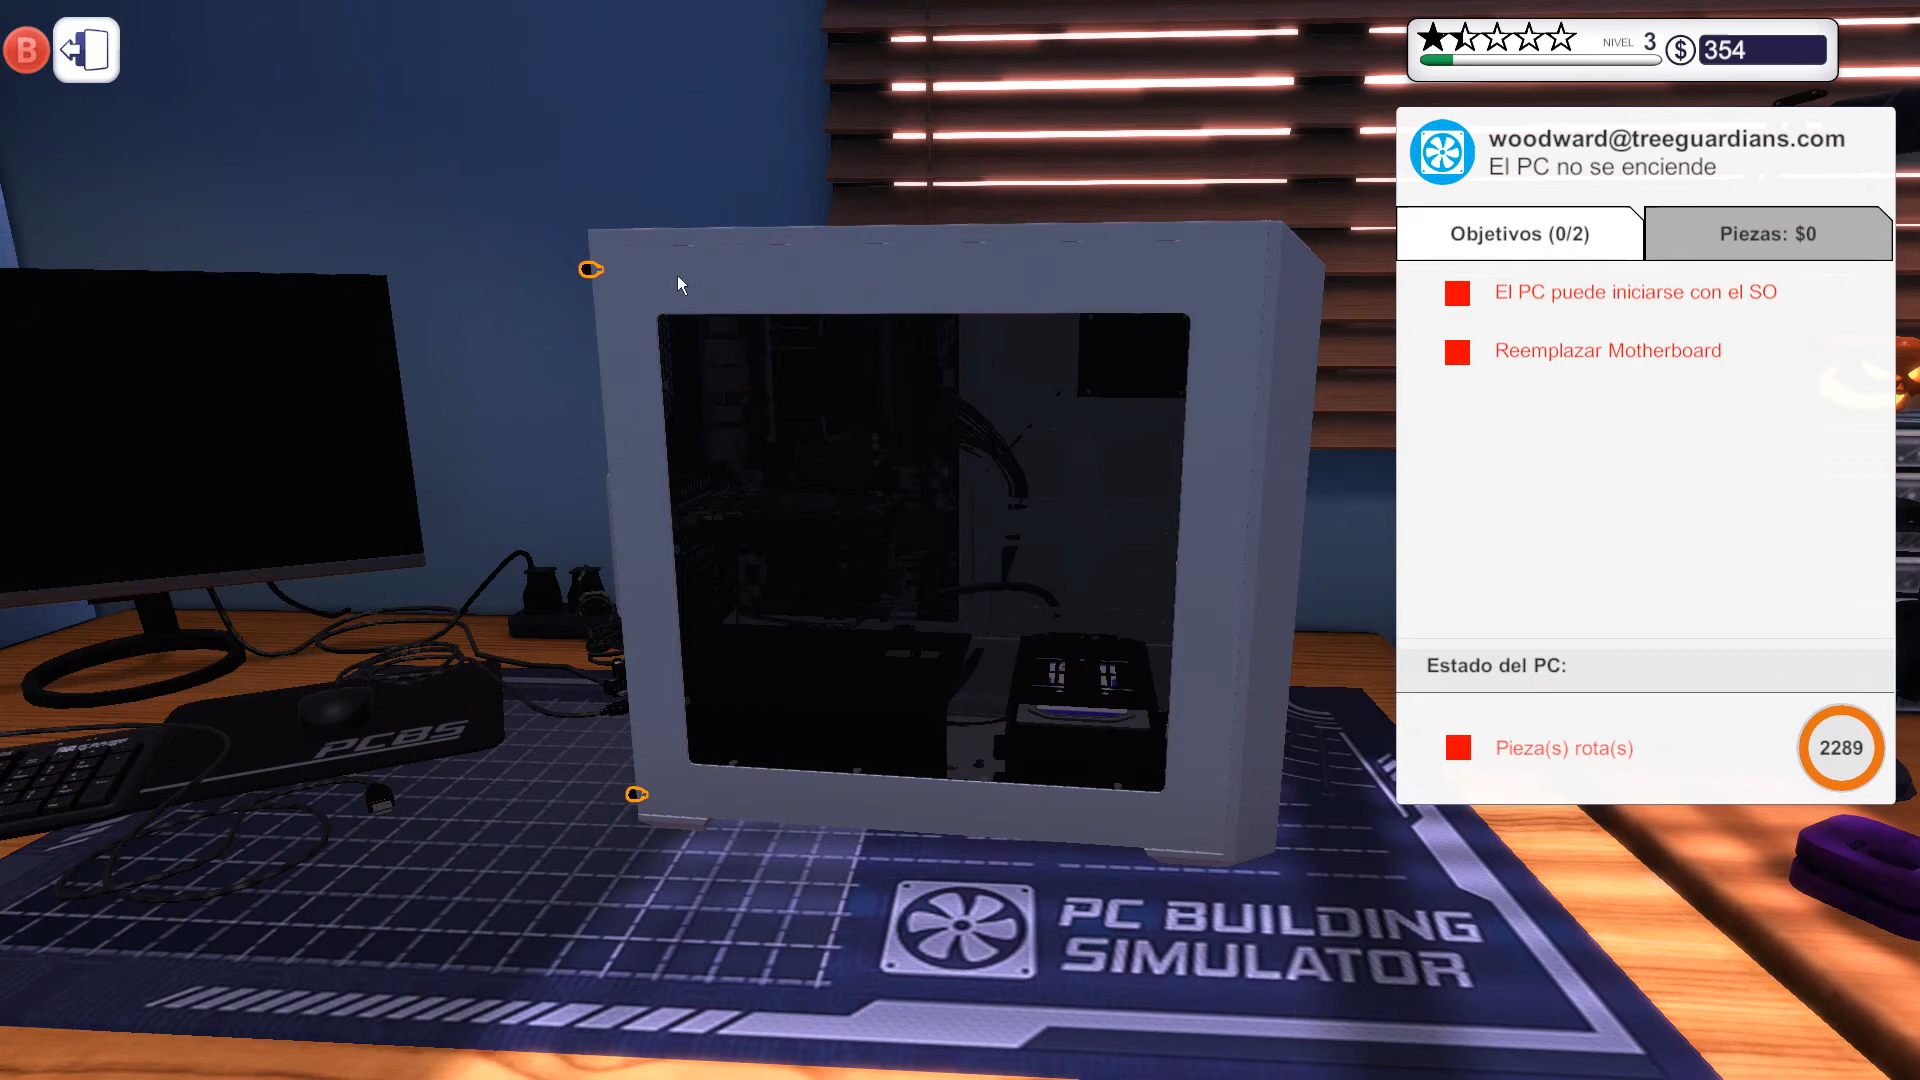 B
NIVEL 3
$ 354
woodward@treeguardians.com
El PC no se enciende
Objetivos (0/2)
Piezas: $0
El PC puede iniciarse con el SO
Reemplazar Motherboard
Estado del PC:
Pieza(s) rota(s)
2289
PCBS
PC BUILDING
SIMULATOR